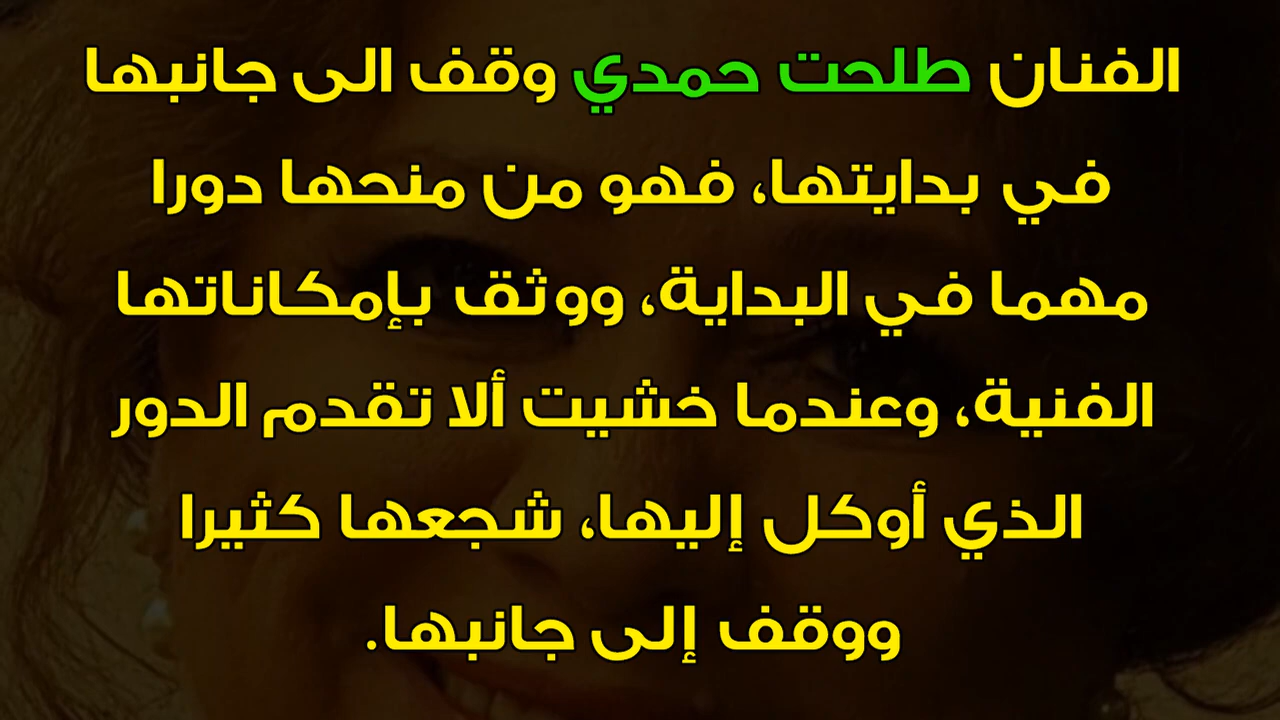 الفنان طلحت حمدي وقف الى جانبها
في بدايتها، فهو من منحها دورا
مهما في البداية، ووثق بإمكاناتها
الفنية، وعندما خشيت ألا تقدم الدور
الذي أوكل إليها، شجعها كثيرا
ووقف إلى جانبها.